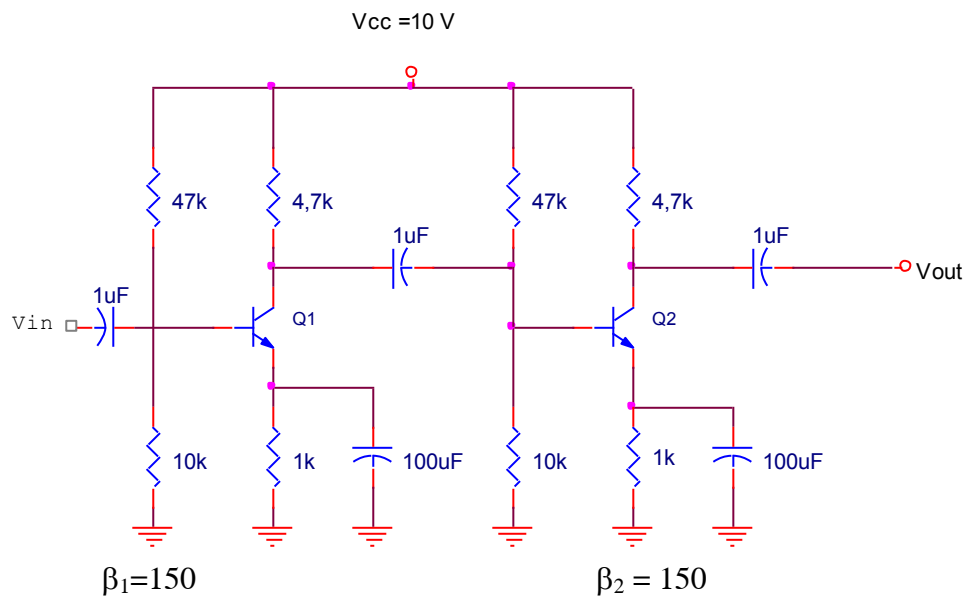 Vcc =10 V
47k
4,7k
47k
4,7k
1uF
1uF
Vout
1uF
Vin
Q1
Q2
10k
1k
100uF
10k
1k
100uF
β₁=150
β₂ = 150